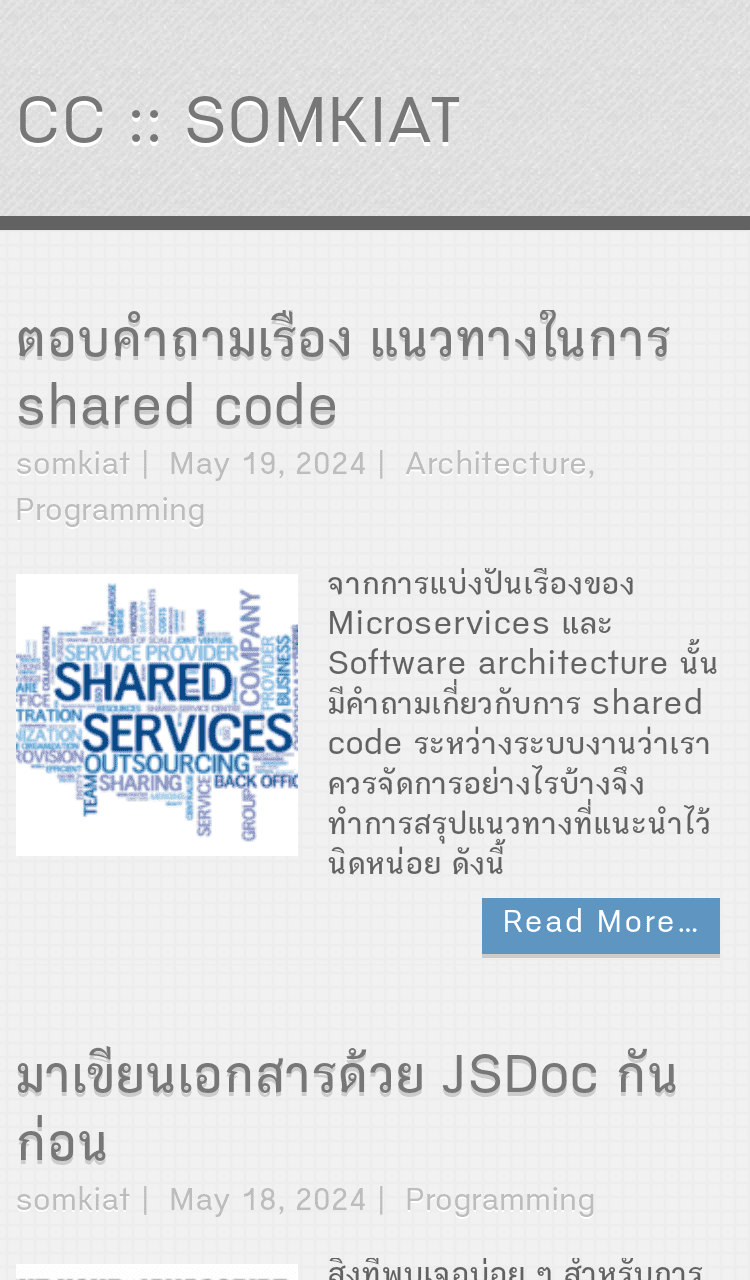 CC :: SOMKIAT
ตอบคำถามเรื่อง แนวทางในการ
shared code
somkiat | May 19, 2024 | Architecture,
Programming
SERVICE PROVIDER
SHARED
SERVICES
OUTSOURCING
SHARING
BACK OFFIC
TEAM
SERVICE
GROUP
COMPANY
PROVIDER
BUSINESS
จากการแบ่งปันเรื่องของ
Microservices และ
Software architecture นั้น
มีคำถามเกี่ยวกับการ shared
code ระหว่างระบบงานว่าเรา
ควรจัดการอย่างไรบ้างจึง
ทำการสรุปแนวทางที่แนะนำไว้
นิดหน่อย ดังนี้
Read More...
มาเขียนเอกสารด้วย JSDoc กัน
ก่อน
somkiat | May 18, 2024 | Programming
สิ่งที่พบเจอบ่อย ๆ สำหรับการ